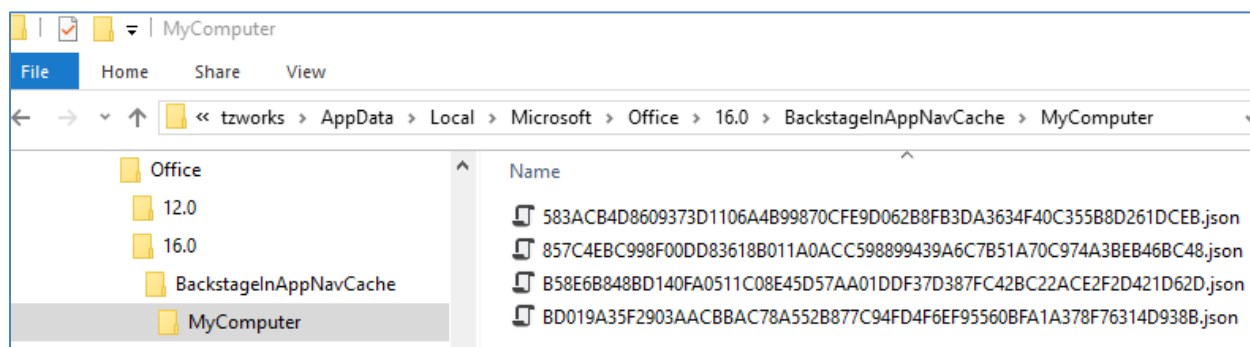 MyComputer
File Home Share View
« tzworks > AppData > Local > Microsoft > Office > 16.0 > BackstageInAppNavCache > MyComputer
Office
12.0
16.0
BackstageInAppNavCache
MyComputer
Name
583ACB4D8609373D1106A4B99870CFE9D062B8FB3DA3634F40C355B8D261DCEB.json
857C4EBC998F00DD83618B011A0ACC598899439A6C7B51A70C974A3BEB46BC48.json
B58E6B848BD140FA0511C08E45D57AA01DDF37D387FC42BC22ACE2F2D421D62D.json
BD019A35F2903AACBBAC78A552B877C94FD4F6EF95560BFA1A378F76314D938B.json